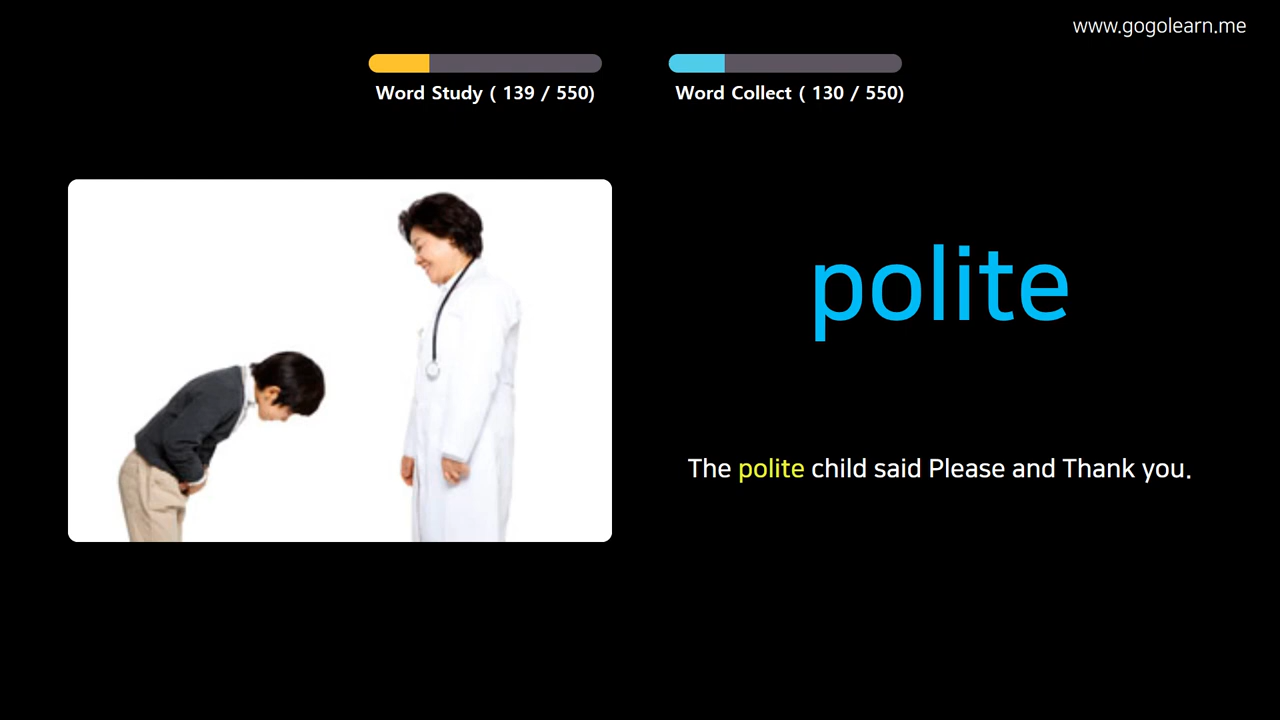 www.gogolearn.me
Word Study ( 139 / 550)
Word Collect ( 130 / 550)
polite
The polite child said Please and Thank you.